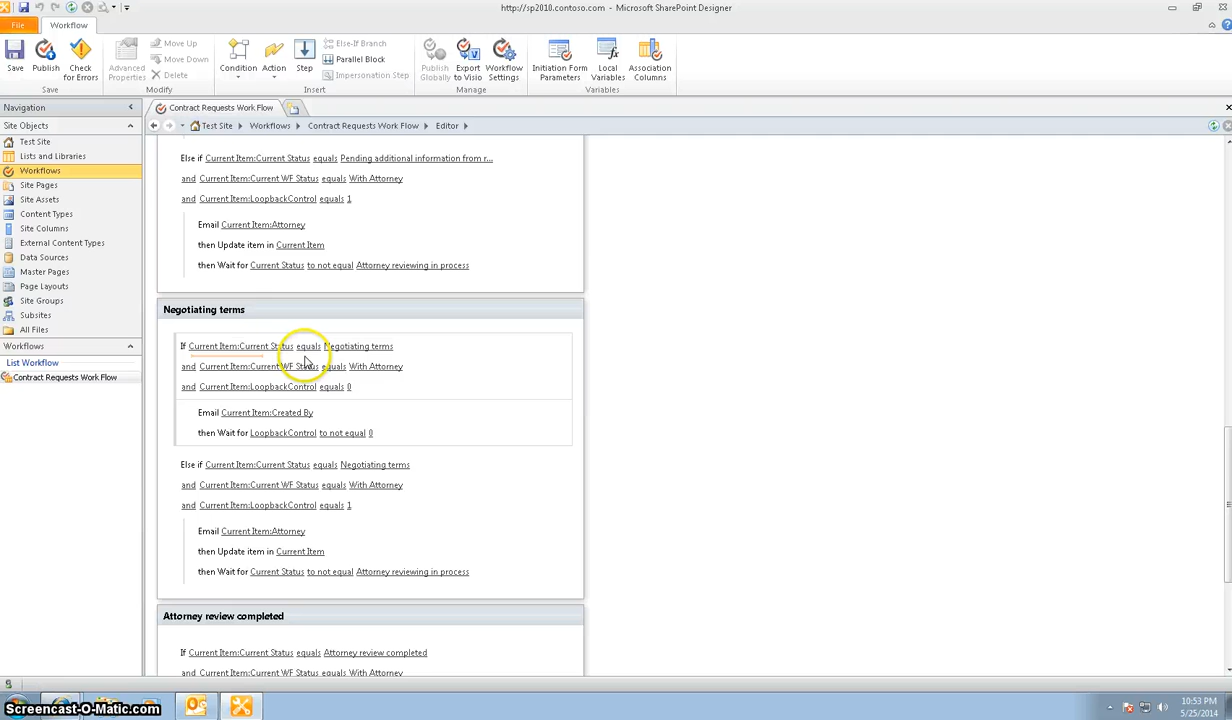 http://sp2010.contoso.com - Microsoft SharePoint Designer
File
Workflow
Save
Publish
Check for Errors
Save
Advanced Properties
Move Up
Move Down
Delete
Modify
Condition
Action
Step
Else-If Branch
Parallel Block
Impersonation Step
Insert
Publish Globally
Export to Visio
Workflow Settings
Manage
Initiation Form Parameters
Local Variables
Association Columns
Variables
Navigation
Contract Requests Work Flow
Test Site
Workflows
Contract Requests Work Flow
Editor
Site Objects
Test Site
Lists and Libraries
Workflows
Site Pages
Site Assets
Content Types
Site Columns
External Content Types
Data Sources
Master Pages
Page Layouts
Site Groups
Subsites
All Files
Workflows
List Workflow
Contract Requests Work Flow
Else if Current Item:Current Status equals Pending additional information from r...
and Current Item:Current WF Status equals With Attorney
and Current Item:LoopbackControl equals 1
Email Current Item:Attorney
then Update item in Current Item
then Wait for Current Status to not equal Attorney reviewing in process
Negotiating terms
If Current Item:Current Status equals Negotiating terms
and Current Item:Current WF Status equals With Attorney
and Current Item:LoopbackControl equals 0
Email Current Item:Created By
then Wait for LoopbackControl to not equal 0
Else if Current Item:Current Status equals Negotiating terms
and Current Item:Current WF Status equals With Attorney
and Current Item:LoopbackControl equals 1
Email Current Item:Attorney
then Update item in Current Item
then Wait for Current Status to not equal Attorney reviewing in process
Attorney review completed
If Current Item:Current Status equals Attorney review completed
and Current Item:Current WF Status equals With Attorney
Screencast-O-Matic.com
10:53 PM
5/25/2014